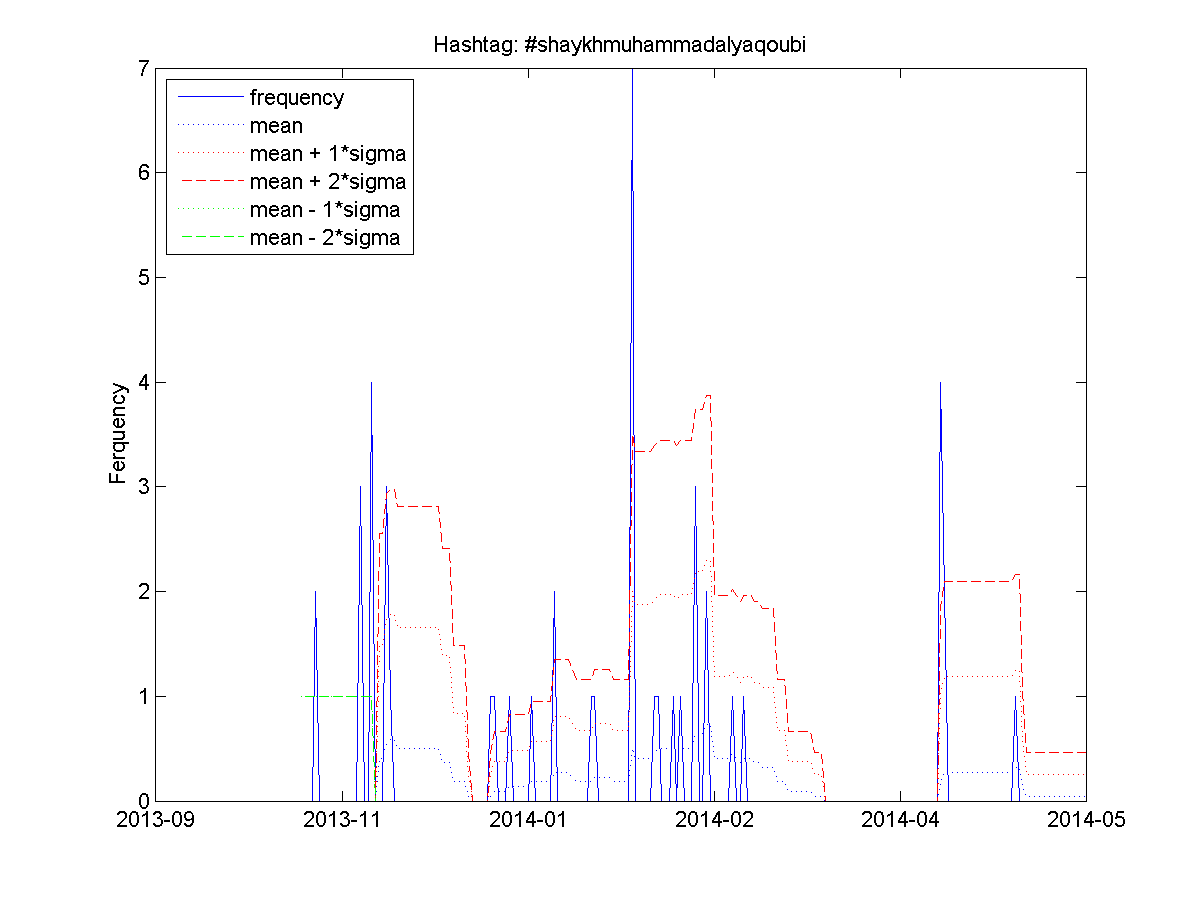 Hashtag: #shaykhmuhammadalyaqoubi
7
6
5
4
3
2
1
0
Ferquency
frequency
mean
mean + 1*sigma
mean + 2*sigma
mean - 1*sigma
mean - 2*sigma
2013-09 2013-11 2014-01 2014-02 2014-04 2014-05